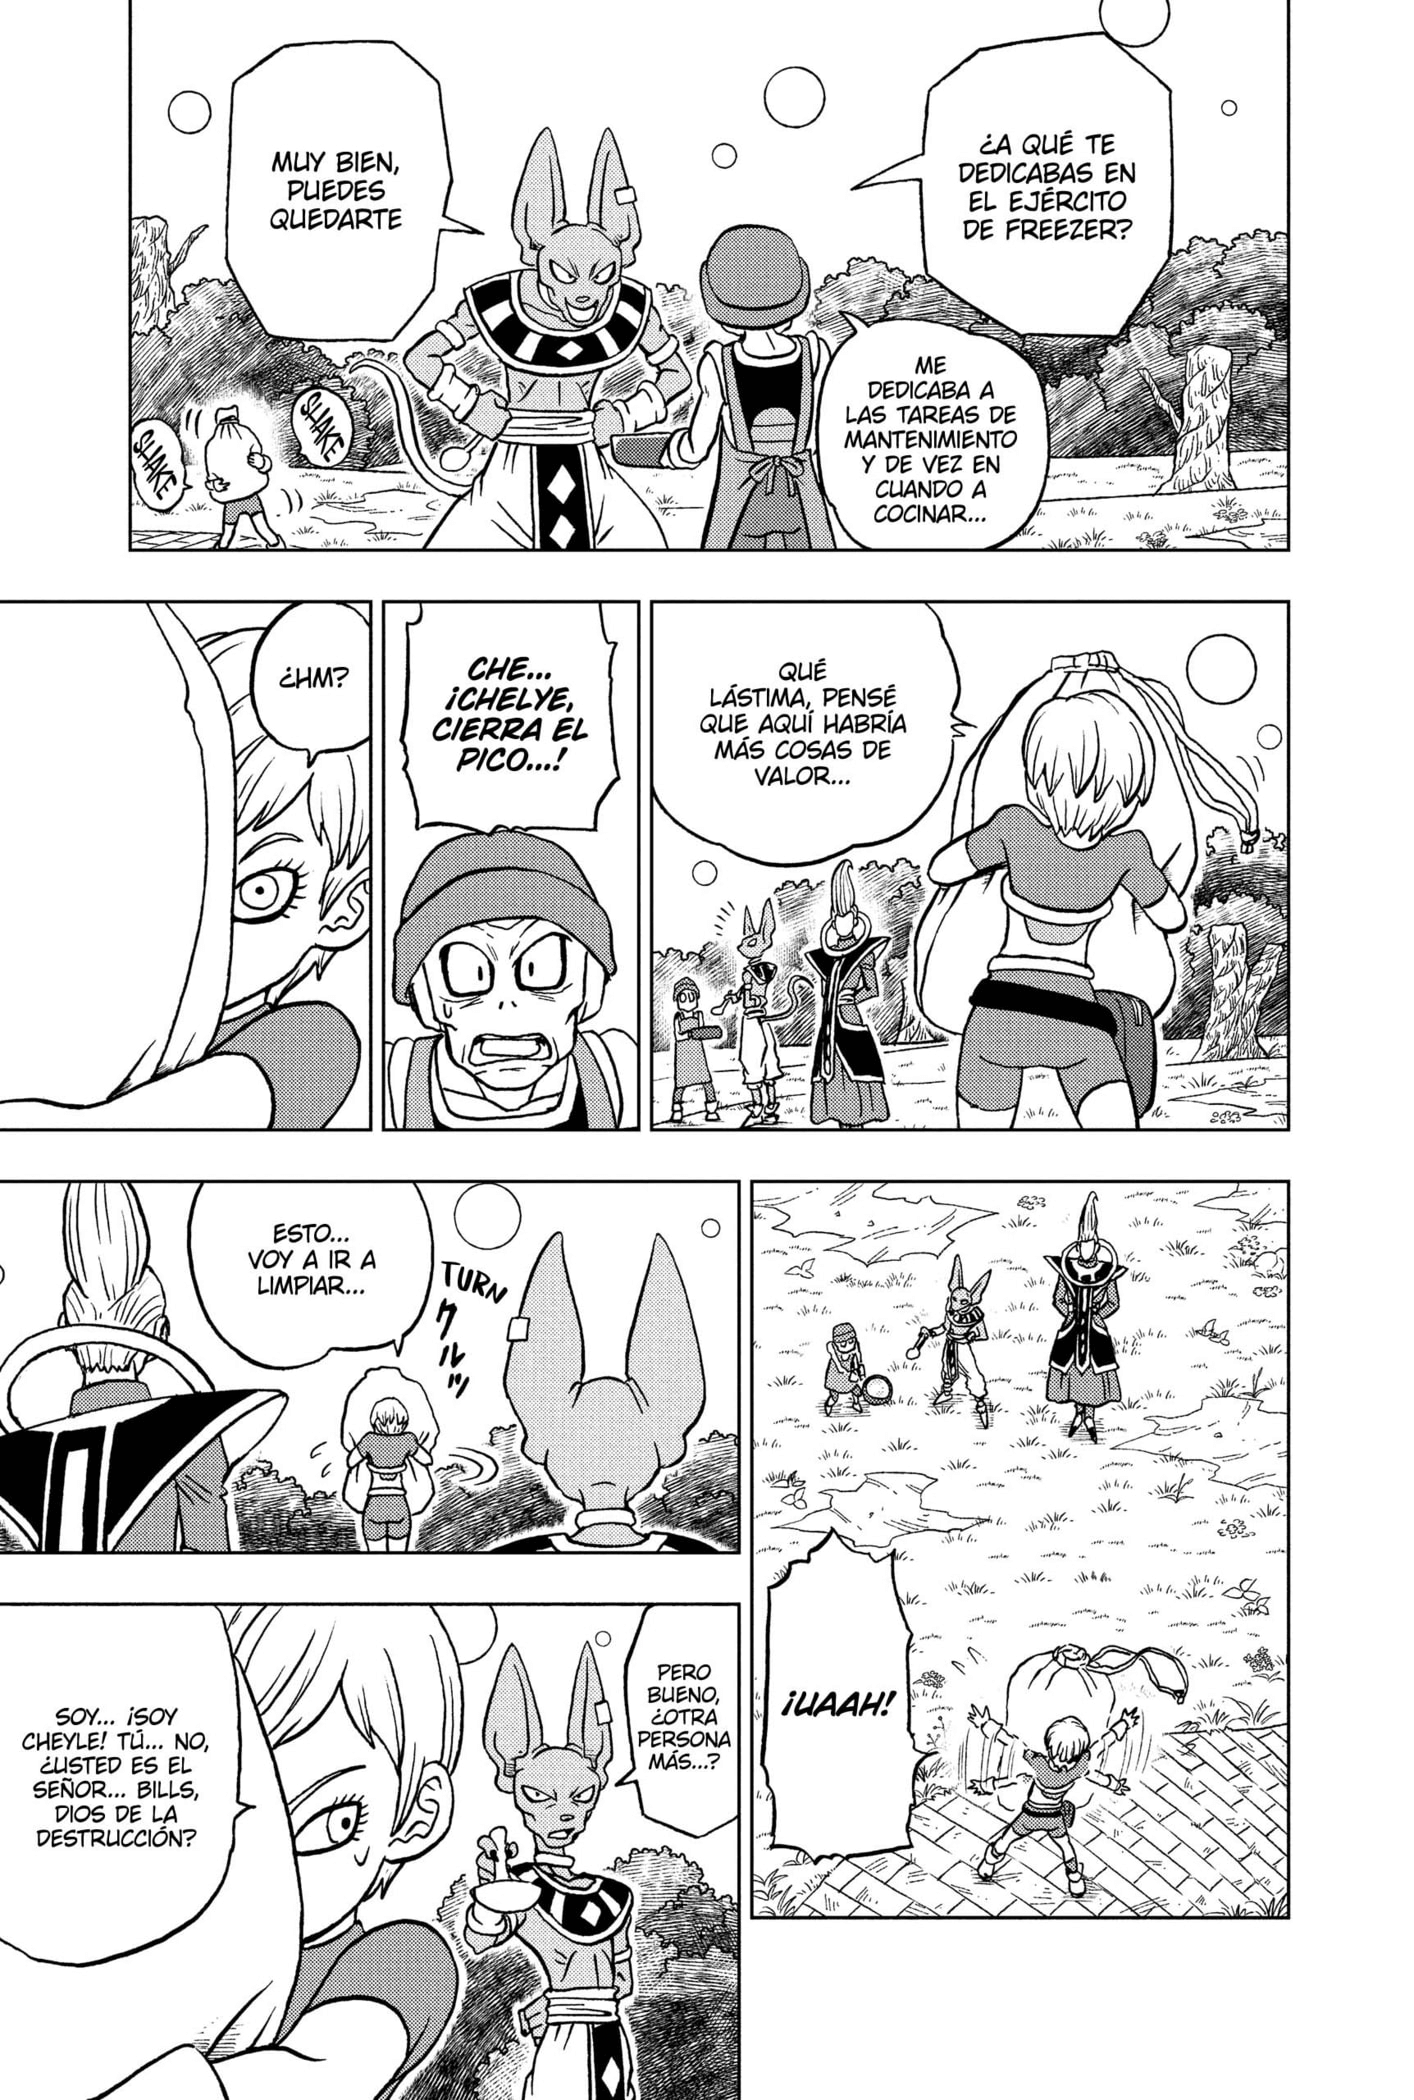 ¿A QUÉ TE
DEDICABAS EN
EL EJÉRCITO
DE FREEZER?
ME
DEDICABA A
LAS TAREAS DE
MANTENIMIENTO
Y DE VEZ EN
CUANDO A
COCINAR...
MUY BIEN,
PUEDES
QUEDARTE
SHAKE
SHAKE
QUÉ
LÁSTIMA, PENSÉ
QUE AQUÍ HABRÍA
MÁS COSAS DE
VALOR...
CHE...
¡CHELYE,
CIERRA EL
PICO...!
¿HM?
¡UAAH!
TURN
クルッ
ESTO...
VOY A IR A
LIMPIAR...
PERO
BUENO,
¿OTRA
PERSONA
MÁS...?
SOY... ¡SOY
CHEYLE! TÚ... NO,
¿USTED ES EL
SEÑOR... BILLS,
DIOS DE LA
DESTRUCCIÓN?